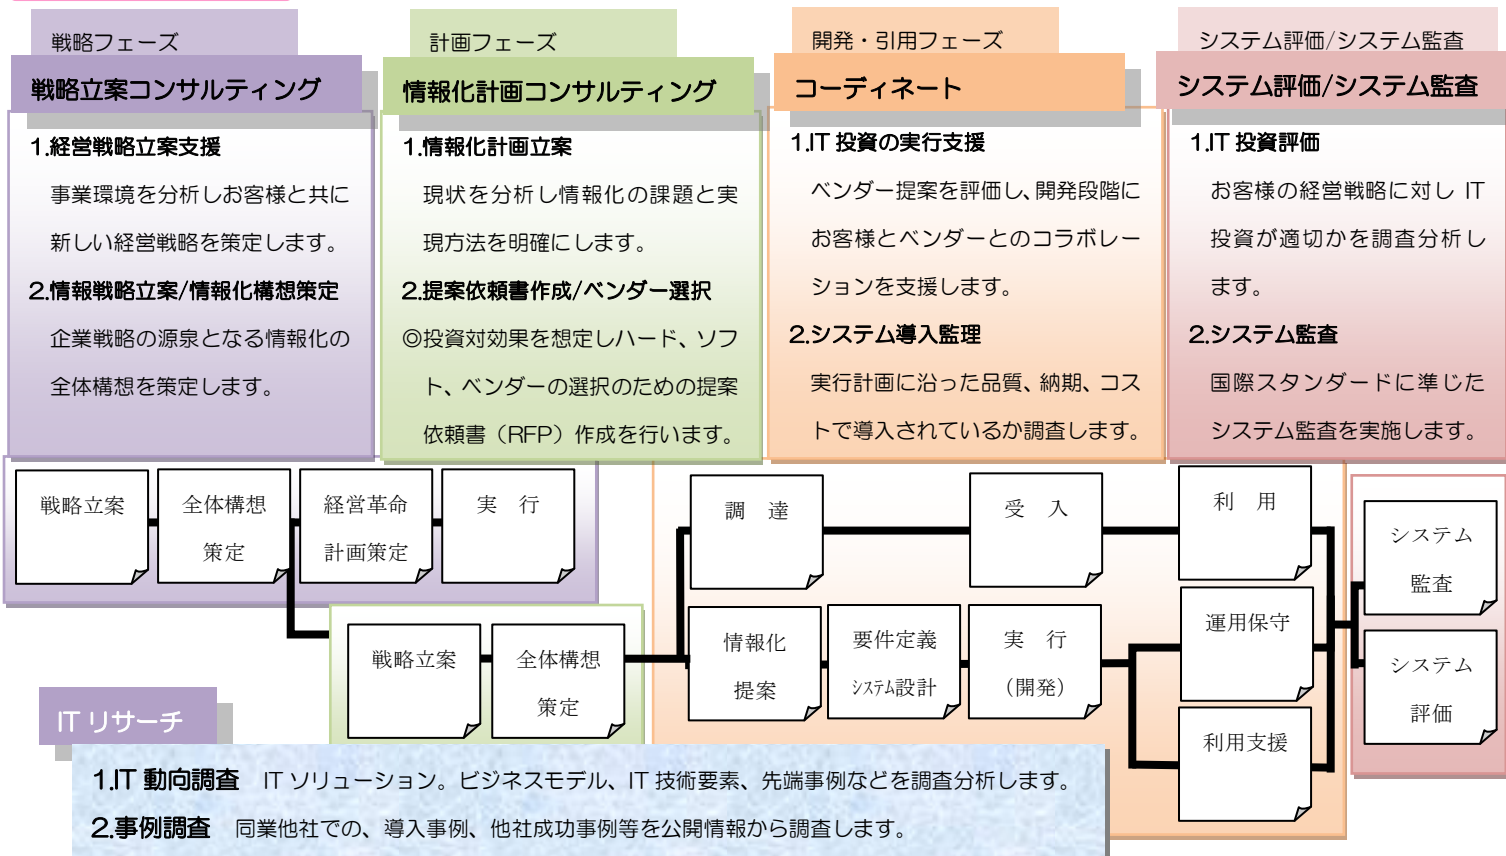 戦略フェーズ
戦略立案コンサルティング
1.経営戦略立案支援
事業環境を分析しお客様と共に
新しい経営戦略を策定します。
2.情報戦略立案/情報化構想策定
企業戦略の源泉となる情報化の
全体構想を策定します。
計画フェーズ
情報化計画コンサルティング
1.情報化計画立案
現状を分析し情報化の課題と実
現方法を明確にします。
2.提案依頼書作成/ベンダー選択
◎投資対効果を想定しハード、ソフ
ト、ベンダーの選択のための提案
依頼書（RFP）作成を行います。
開発・引用フェーズ
コーディネート
1.IT 投資の実行支援
ベンダー提案を評価し、開発段階に
お客様とベンダーとのコラボレー
ションを支援します。
2.システム導入監理
実行計画に沿った品質、納期、コス
トで導入されているか調査します。
システム評価/システム監査
システム評価/システム監査
1.IT 投資評価
お客様の経営戦略に対し IT
投資が適切かを調査分析し
ます。
2.システム監査
国際スタンダードに準じた
システム監査を実施します。
戦略立案
全体構想
策定
経営革命
計画策定
実　行
戦略立案
全体構想
策定
調　達
受　入
利　用
情報化
提案
要件定義
ｼｽﾃﾑ設計
実　行
（開発）
運用保守
利用支援
システム
監査
システム
評価
IT リサーチ
1.IT 動向調査　IT ソリューション。ビジネスモデル、IT 技術要素、先端事例などを調査分析します。
2.事例調査　同業他社での、導入事例、他社成功事例等を公開情報から調査します。